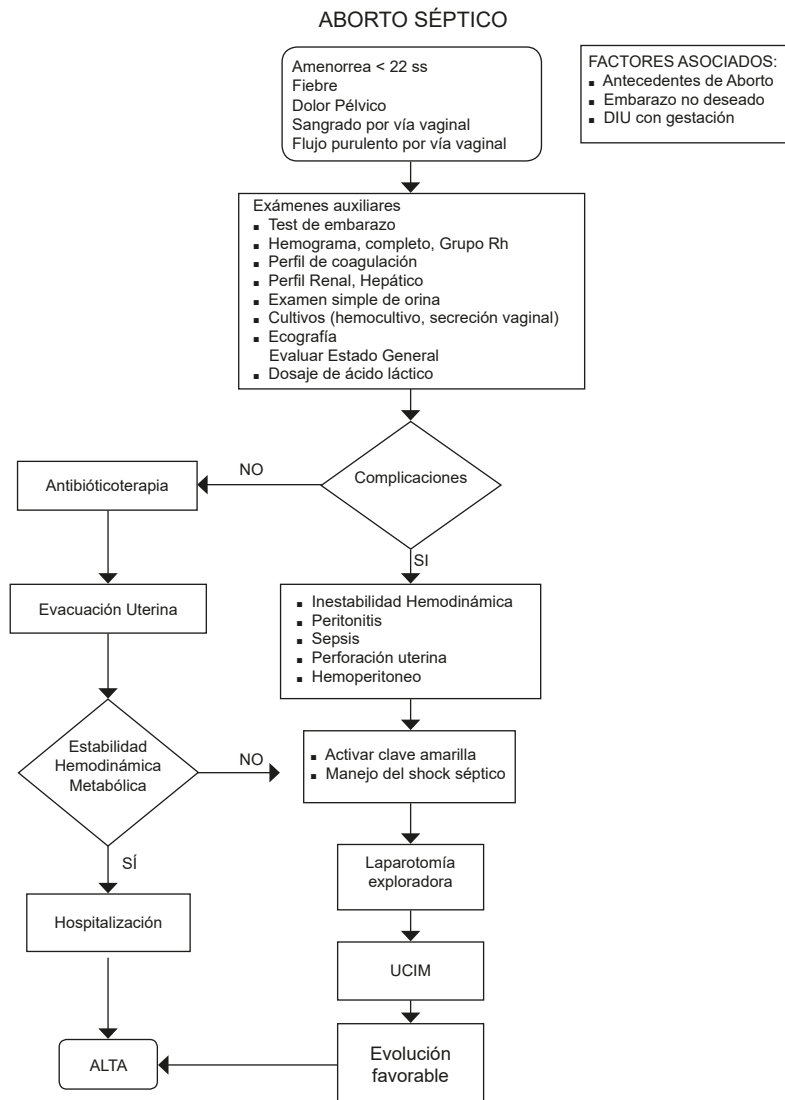 ABORTO SÉPTICO
Amenorrea < 22 ss
Fiebre
Dolor Pélvico
Sangrado por vía vaginal
Flujo purulento por vía vaginal
FACTORES ASOCIADOS:
▪ Antecedentes de Aborto
▪ Embarazo no deseado
▪ DIU con gestación
Exámenes auxiliares
▪ Test de embarazo
▪ Hemograma, completo, Grupo Rh
▪ Perfil de coagulación
▪ Perfil Renal, Hepático
▪ Examen simple de orina
▪ Cultivos (hemocultivo, secreción vaginal)
▪ Ecografía
Evaluar Estado General
▪ Dosaje de ácido láctico
Complicaciones
NO
SI
Antibióticoterapia
Evacuación Uterina
Estabilidad
Hemodinámica
Metabólica
NO
SÍ
Hospitalización
▪ Inestabilidad Hemodinámica
▪ Peritonitis
▪ Sepsis
▪ Perforación uterina
▪ Hemoperitoneo
▪ Activar clave amarilla
▪ Manejo del shock séptico
Laparotomía
exploradora
UCIM
Evolución
favorable
ALTA